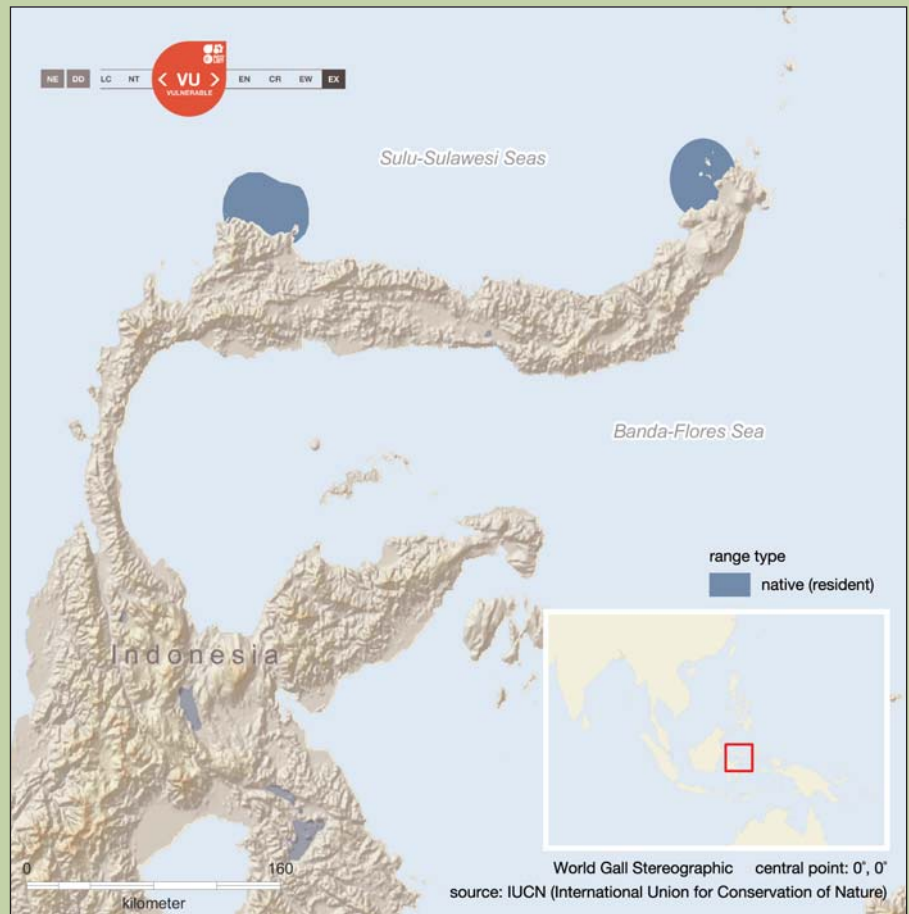 NE DD LC NT < VU > EN CR EW EX
VULNERABLE
Sulu-Sulawesi Seas
Banda-Flores Sea
range type
native (resident)
Indonesia
0 160
kilometer
World Gall Stereographic central point: 0°, 0°
source: IUCN (International Union for Conservation of Nature)